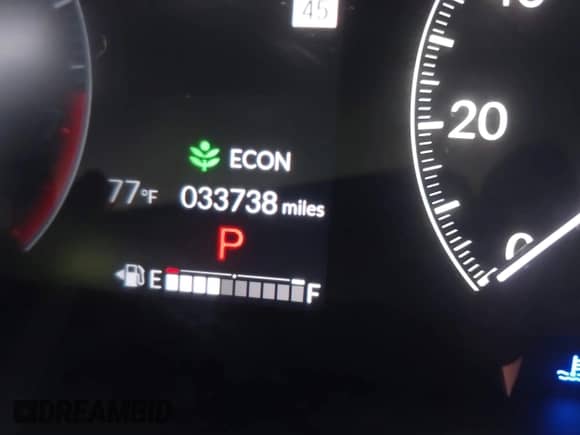 45
20
ECON
77°F 033738 miles
P
0
E F
DREAMBID